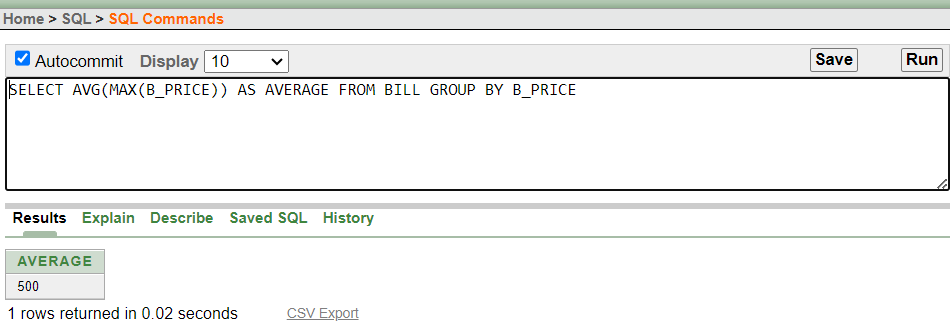 Home > SQL > SQL Commands
Autocommit Display 10 Save Run
SELECT AVG(MAX(B_PRICE)) AS AVERAGE FROM BILL GROUP BY B_PRICE
Results Explain Describe Saved SQL History
AVERAGE
500
1 rows returned in 0.02 seconds CSV Export